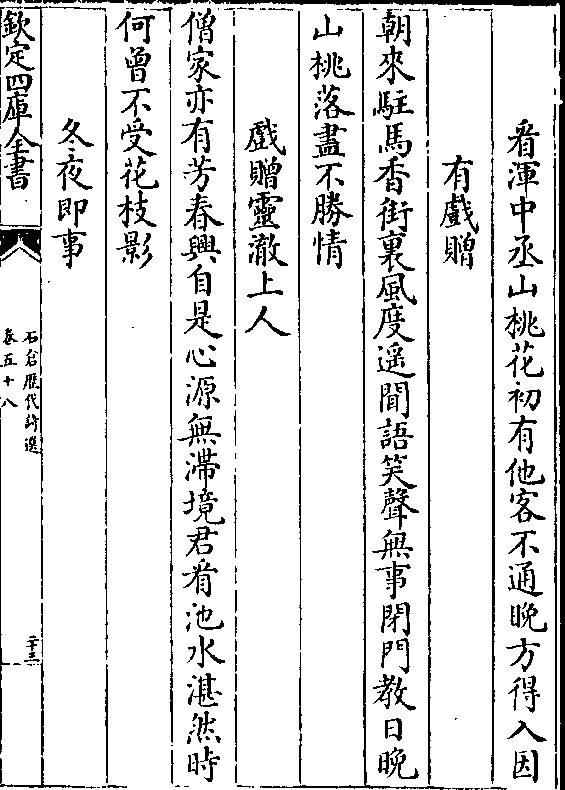 看渾中丞山桃花初有他客不通晚方得入因
有戲贈
朝來駐馬香街裏風度遥聞語笑聲無事閉門教日晚
山桃落盡不勝情
戲贈靈澈上人
僧家亦有芳春興自是心源無滯境君看池水湛然時
何曾不受花枝影
冬夜即事
欽定四庫全書
石倉歷代詩選
卷五十八
二十三